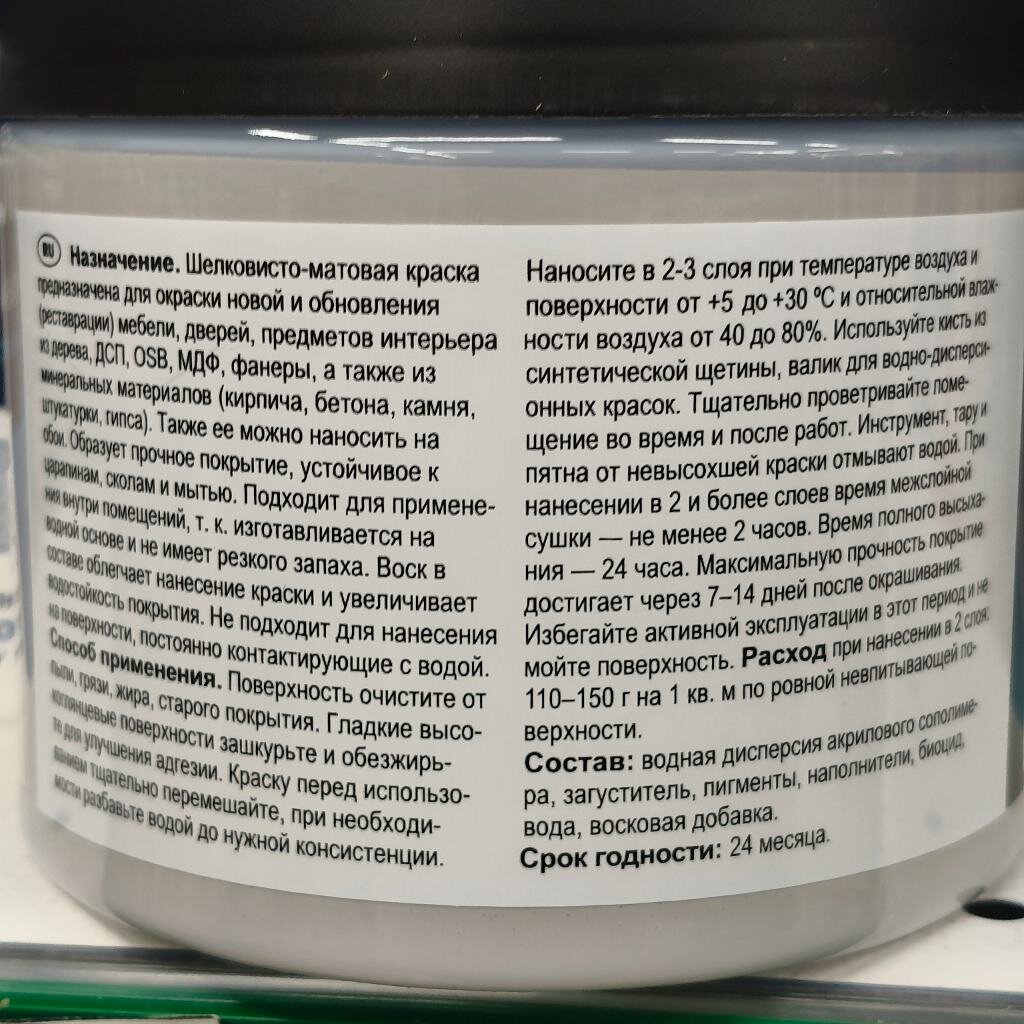 RU Назначение. Шелковисто-матовая краска
предназначена для окраски новой и обновления
(реставрации) мебели, дверей, предметов интерьера
из дерева, ДСП, OSB, МДФ, фанеры, а также из
минеральных материалов (кирпича, бетона, камня,
штукатурки, гипса). Также ее можно наносить на
обои. Образует прочное покрытие, устойчивое к
царапинам, сколам и мытью. Подходит для примене-
ния внутри помещений, т. к. изготавливается на
водной основе и не имеет резкого запаха. Воск в
составе облегчает нанесение краски и увеличивает
водостойкость покрытия. Не подходит для нанесения
на поверхности, постоянно контактирующие с водой.
Способ применения. Поверхность очистите от
пыли, грязи, жира, старого покрытия. Гладкие высо-
коглянцевые поверхности зашкурьте и обезжирь-
те для улучшения адгезии. Краску перед использо-
ванием тщательно перемешайте, при необходи-
мости разбавьте водой до нужной консистенции.
Наносите в 2-3 слоя при температуре воздуха и
поверхности от +5 до +30 ºС и относительной влаж-
ности воздуха от 40 до 80%. Используйте кисть из
синтетической щетины, валик для водно-дисперси-
онных красок. Тщательно проветривайте поме-
щение во время и после работ. Инструмент, тару и
пятна от невысохшей краски отмывают водой. При
нанесении в 2 и более слоев время межслойной
сушки — не менее 2 часов. Время полного высыха-
ния — 24 часа. Максимальную прочность покрытие
достигает через 7–14 дней после окрашивания.
Избегайте активной эксплуатации в этот период и не
мойте поверхность. Расход при нанесении в 2 слоя:
110–150 г на 1 кв. м по ровной невпитывающей по-
верхности.
Состав: водная дисперсия акрилового сополиме-
ра, загуститель, пигменты, наполнители, биоцид,
вода, восковая добавка.
Срок годности: 24 месяца.